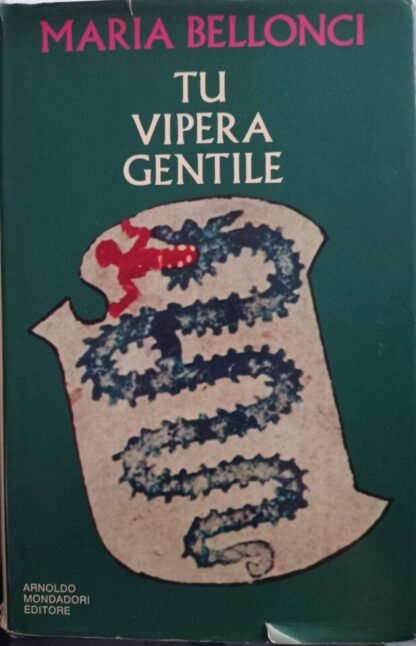 MARIA BELLONCI
TU
VIPERA
GENTILE
ARNOLDO
MONDADORI
EDITORE